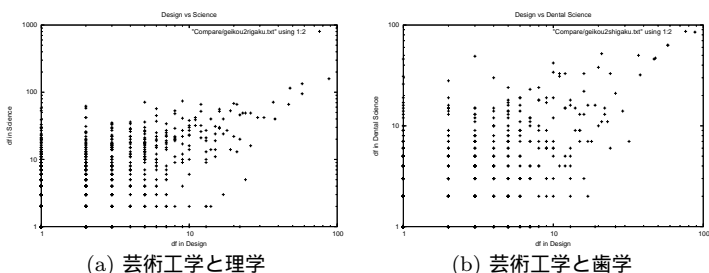 Design vs Science
"Compare/geikou2rigaku.txt" using 1:2
1000
100
10
1
df in Science
1
10
100
df in Design
(a) 芸術工学と理学
Design vs Dental Science
"Compare/geikou2shigaku.txt" using 1:2
100
10
1
df in Dental Science
1
10
100
df in Design
(b) 芸術工学と歯学